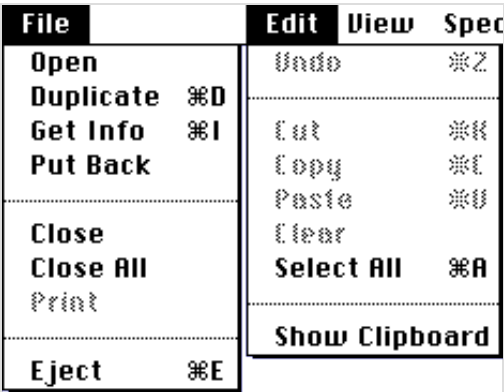 File
Open
Duplicate ⌘D
Get Info ⌘I
Put Back
Close
Close All
Print
Eject ⌘E
Edit View Spec
Undo ⌘Z
Cut ⌘X
Copy ⌘C
Paste ⌘V
Clear
Select All ⌘A
Show Clipboard